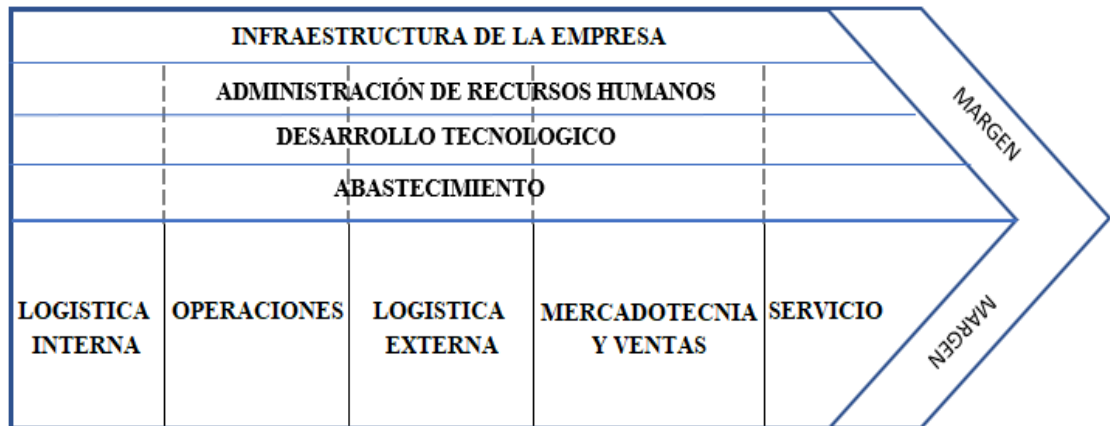 INFRAESTRUCTURA DE LA EMPRESA
ADMINISTRACIÓN DE RECURSOS HUMANOS
DESARROLLO TECNOLOGICO
ABASTECIMIENTO
MARGEN
LOGISTICA
INTERNA
OPERACIONES
LOGISTICA
EXTERNA
MERCADOTECNIA
Y VENTAS
SERVICIO
MARGEN